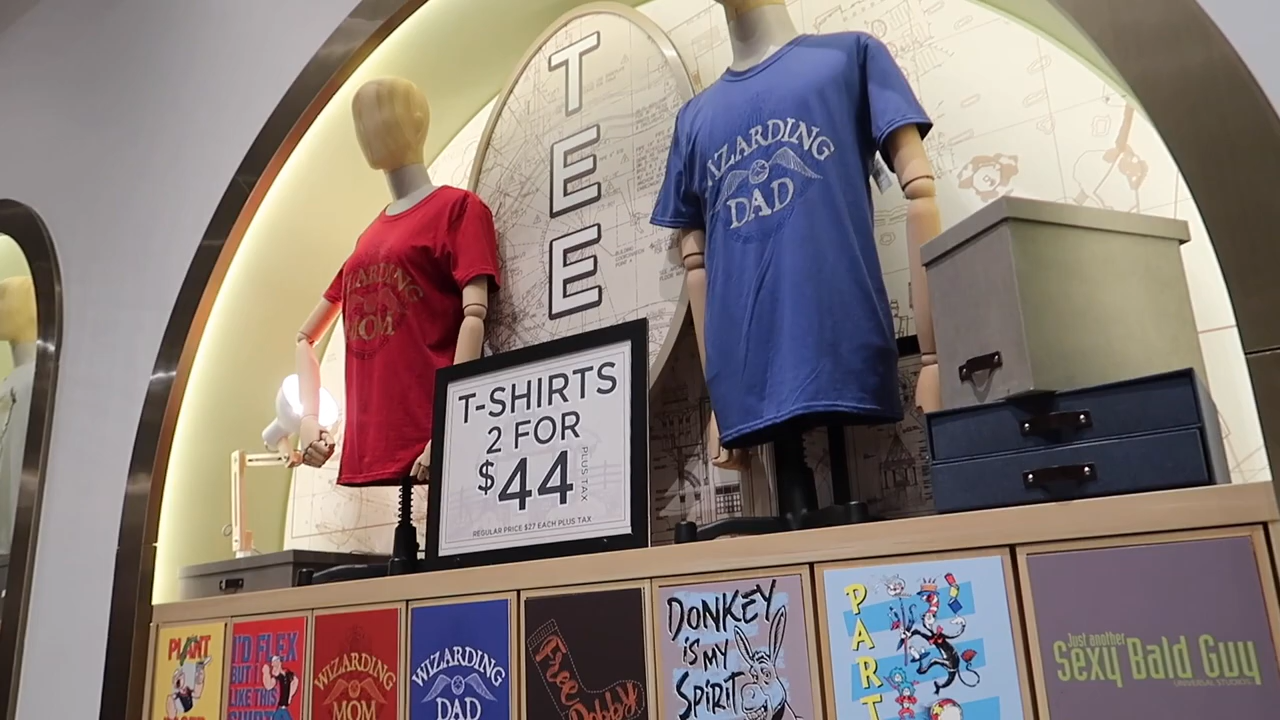 TEE
WIZARDING
MOM
WIZARDING
DAD
T-SHIRTS
2 FOR
$44
PLUS TAX
REGULAR PRICE $27 EACH PLUS TAX
PLANT
I'D FLEX
BUT I
LIKE THIS
SHIRT
WIZARDING
MOM
WIZARDING
DAD
Free
Dobby
DONKEY
iS MY
SPiRiT
PART
Just another
Sexy Bald Guy
UNIVERSAL STUDIOS